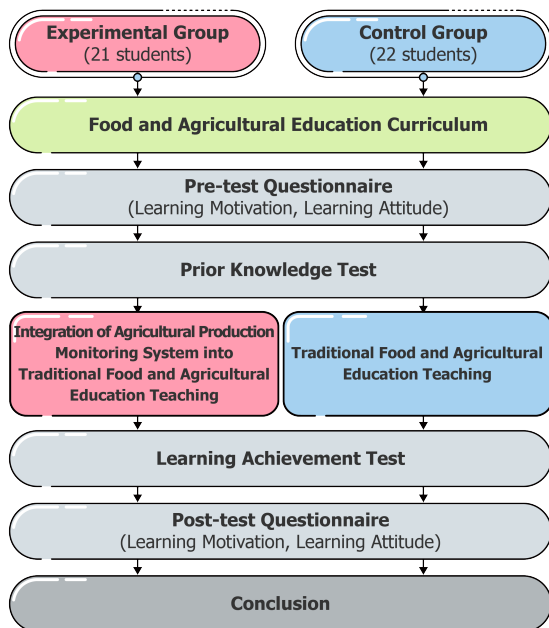 Experimental Group
(21 students)
Control Group
(22 students)
Food and Agricultural Education Curriculum
Pre-test Questionnaire
(Learning Motivation, Learning Attitude)
Prior Knowledge Test
Integration of Agricultural Production
Monitoring System into
Traditional Food and Agricultural
Education Teaching
Traditional Food and Agricultural
Education Teaching
Learning Achievement Test
Post-test Questionnaire
(Learning Motivation, Learning Attitude)
Conclusion